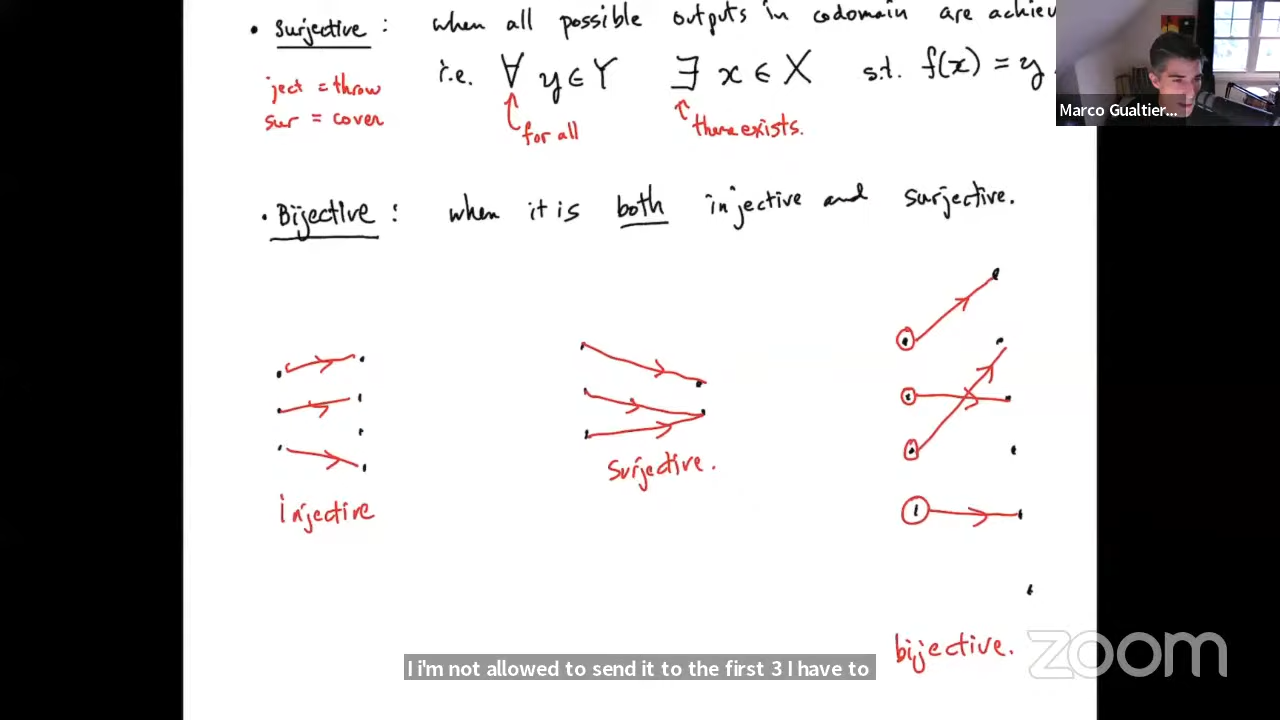 • Surjective : when all possible outputs in codomain are achie
i.e. ∀ y ∈ Y ∃ x ∈ X s.t. f(x) = y
ject = throw
sur = cover
for all
there exists.
Marco Gualtier...
• Bijective : when it is both injective and surjective.
injective
surjective.
bijective.
I i'm not allowed to send it to the first 3 I have to
zoom